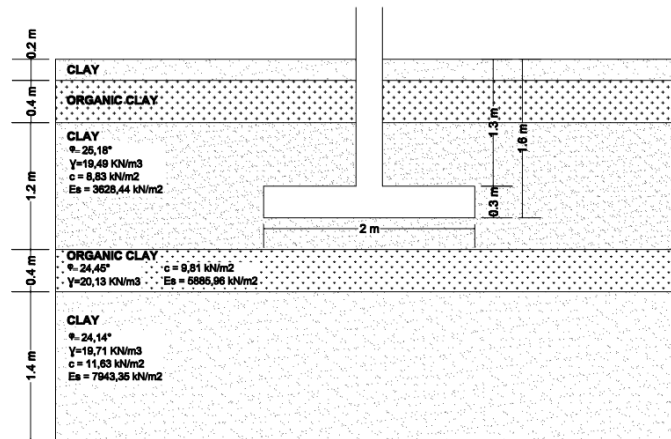 0.2 m
CLAY
0.4 m
ORGANIC CLAY
1.2 m
CLAY
φ= 25,18°
Ɣ=19,49 KN/m3
c = 8,83 kN/m2
Es = 3628,44 kN/m2
1.3 m
1.6 m
0.3 m
2 m
0.4 m
ORGANIC CLAY
φ= 24,45° c = 9,81 kN/m2
Ɣ=20,13 KN/m3 Es = 5885,96 kN/m2
1.4 m
CLAY
φ= 24,14°
Ɣ=19,71 KN/m3
c = 11,63 kN/m2
Es = 7943,35 kN/m2